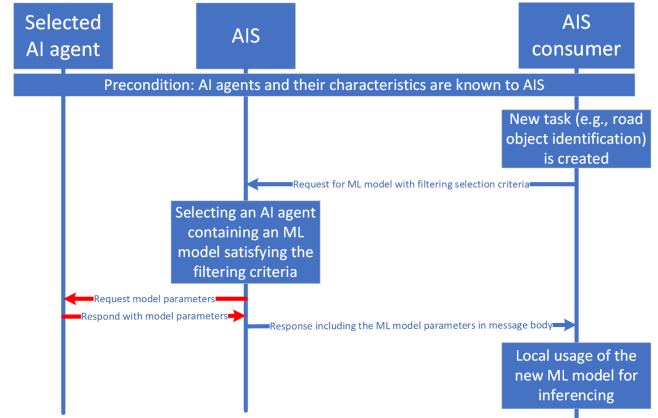 Selected
AI agent
AIS
AIS
consumer
Precondition: AI agents and their characteristics are known to AIS
New task (e.g., road
object identification)
is created
Request for ML model with filtering selection criteria
Selecting an AI agent
containing an ML
model satisfying the
filtering criteria
Request model parameters
Respond with model parameters
Response including the ML model parameters in message body
Local usage of the
new ML model for
inferencing